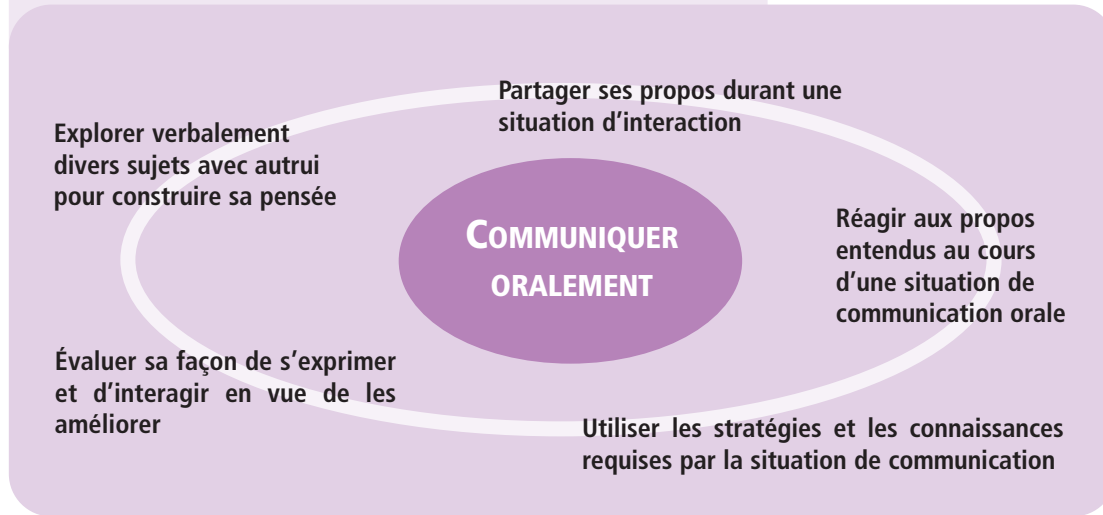 Partager ses propos durant une
situation d'interaction
Explorer verbalement
divers sujets avec autrui
pour construire sa pensée
COMMUNIQUER
ORALEMENT
Réagir aux propos
entendus au cours
d'une situation de
communication orale
Évaluer sa façon de s'exprimer
et d'interagir en vue de les
améliorer
Utiliser les stratégies et les connaissances
requises par la situation de communication